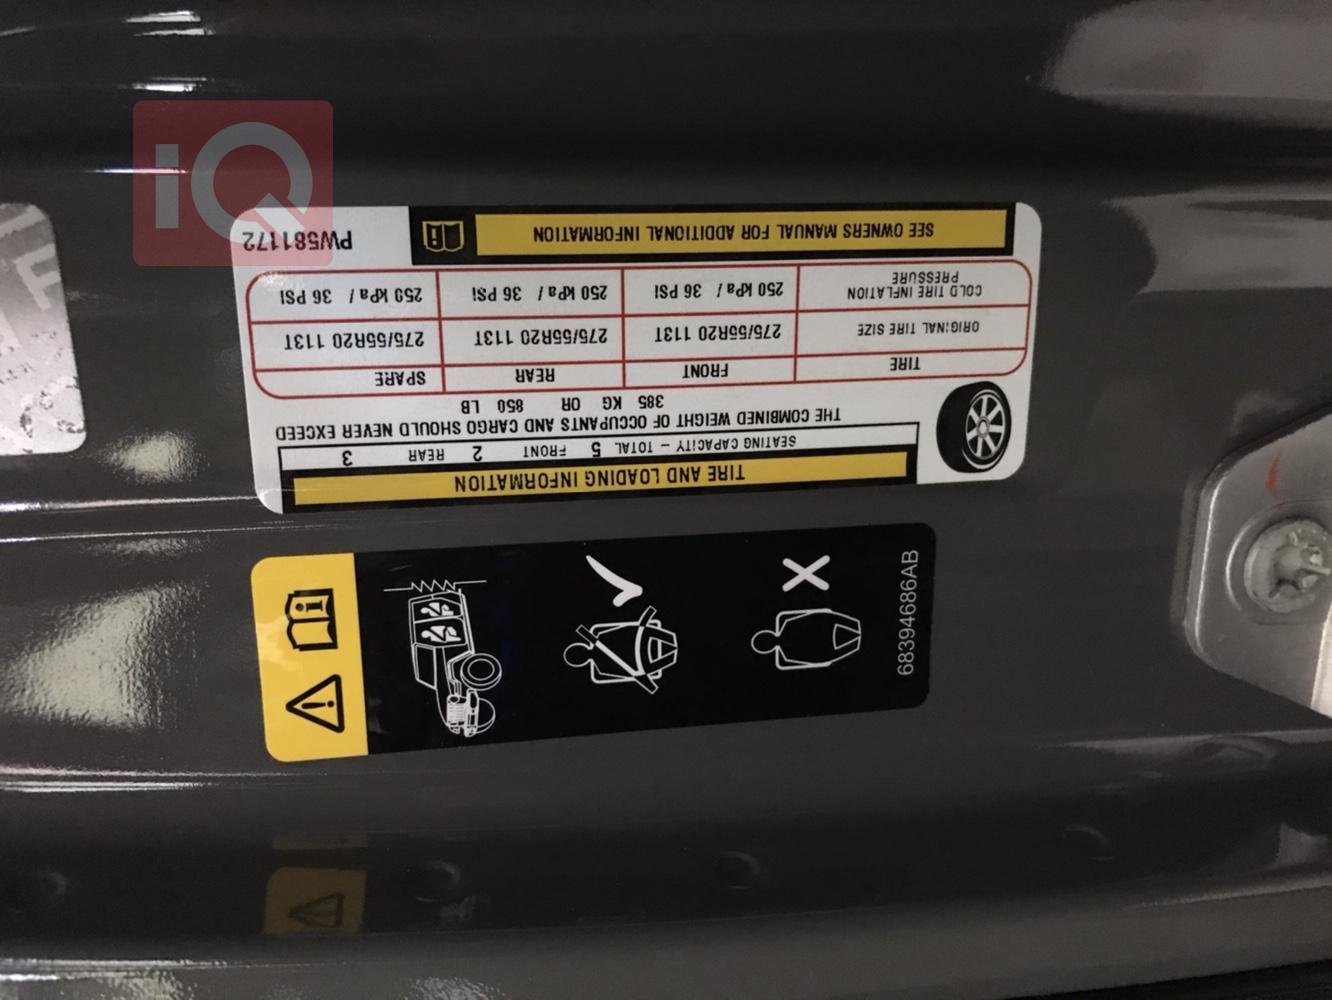 TIRE AND LOADING INFORMATION
SEATING CAPACITY – TOTAL 5 FRONT 2 REAR 3
THE COMBINED WEIGHT OF OCCUPANTS AND CARGO SHOULD NEVER EXCEED
385 KG OR 850 LB
TIRE FRONT REAR SPARE
ORIGINAL TIRE SIZE 275/55R20 113T 275/55R20 113T 275/55R20 113T
COLD TIRE INFLATION PRESSURE 250 kPa / 36 PSI 250 kPa / 36 PSI 250 kPa / 36 PSI
SEE OWNERS MANUAL FOR ADDITIONAL INFORMATION
PW581172
68394686AB
iQ